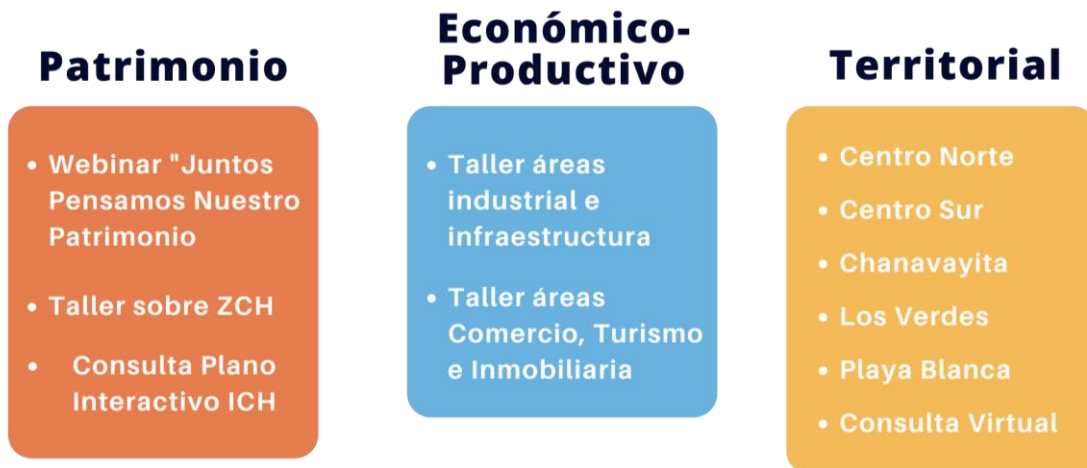 Patrimonio
• Webinar "Juntos
Pensamos Nuestro
Patrimonio
• Taller sobre ZCH
• Consulta Plano
Interactivo ICH
Económico-
Productivo
• Taller áreas
industrial e
infraestructura
• Taller áreas
Comercio, Turismo
e Inmobiliaria
Territorial
• Centro Norte
• Centro Sur
• Chanavayita
• Los Verdes
• Playa Blanca
• Consulta Virtual